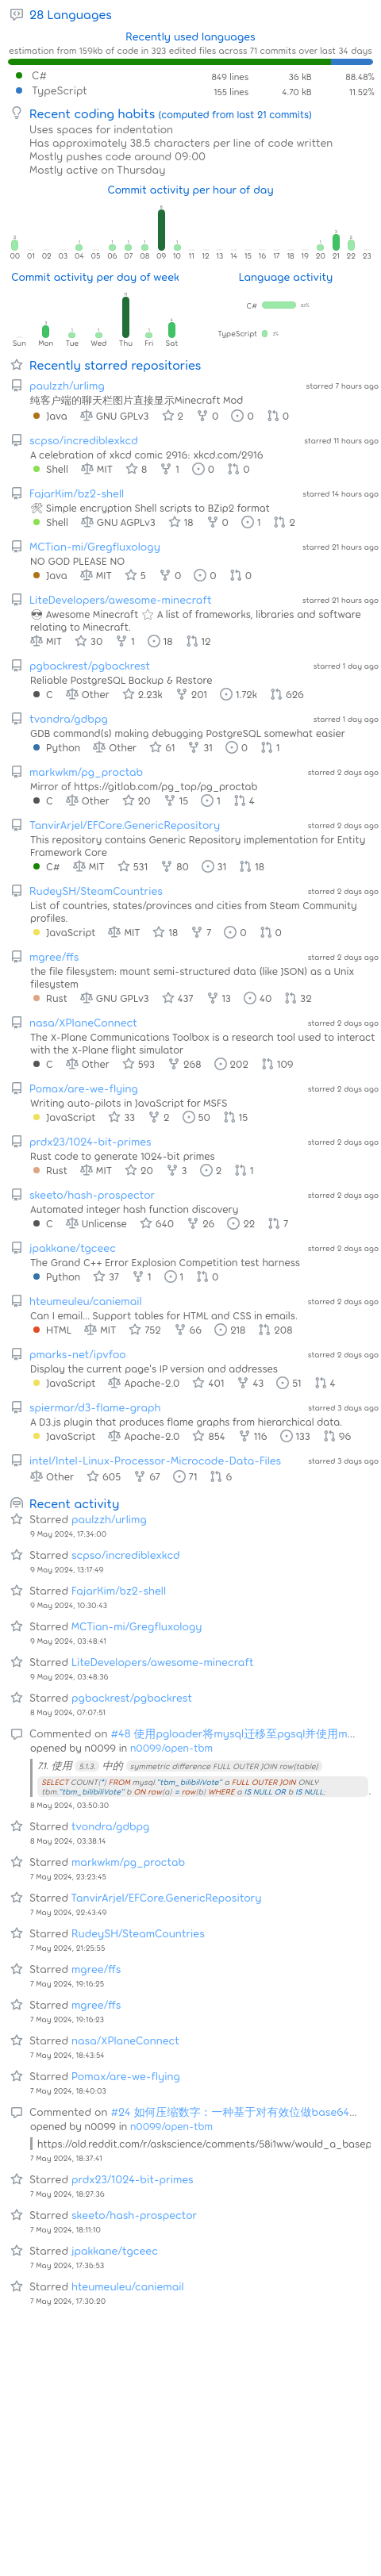 28 Languages
Recently used languages
estimation from 159kb of code in 323 edited files across 71 commits over last 34 days
C# 849 lines 36 kB 88.48%
TypeScript 155 lines 4.70 kB 11.52%
Recent coding habits (computed from last 21 commits)
Uses spaces for indentation
Has approximately 38.5 characters per line of code written
Mostly pushes code around 09:00
Mostly active on Thursday
Commit activity per hour of day
00 01 02 03 04 05 06 07 08 09 10 11 12 13 14 15 16 17 18 19 20 21 22 23
Commit activity per day of week
Language activity
C#
TypeScript
Sun Mon Tue Wed Thu Fri Sat
Recently starred repositories
paulzzh/urlimg starred 7 hours ago
纯客户端的聊天栏图片直接显示Minecraft Mod
Java GNU GPLv3 2 0 0 0
scpso/incrediblexkcd starred 11 hours ago
A celebration of xkcd comic 2916: xkcd.com/2916
Shell MIT 8 1 0 0
FajarKim/bz2-shell starred 14 hours ago
🛠 Simple encryption Shell scripts to BZip2 format
Shell GNU AGPLv3 18 0 1 2
MCTian-mi/Gregfluxology starred 21 hours ago
NO GOD PLEASE NO
Java MIT 5 0 0 0
LiteDevelopers/awesome-minecraft starred 21 hours ago
😎 Awesome Minecraft ⭐ A list of frameworks, libraries and software
relating to Minecraft.
MIT 30 1 18 12
pgbackrest/pgbackrest starred 1 day ago
Reliable PostgreSQL Backup & Restore
C Other 2.23k 201 1.72k 626
tvondra/gdbpg starred 1 day ago
GDB command(s) making debugging PostgreSQL somewhat easier
Python Other 61 31 0 1
markwkm/pg_proctab starred 2 days ago
Mirror of https://gitlab.com/pg_top/pg_proctab
C Other 20 15 1 4
TanvirArjel/EFCore.GenericRepository starred 2 days ago
This repository contains Generic Repository implementation for Entity
Framework Core
C# MIT 531 80 31 18
RudeySH/SteamCountries starred 2 days ago
List of countries, states/provinces and cities from Steam Community
profiles.
JavaScript MIT 18 7 0 0
mgree/ffs starred 2 days ago
the file filesystem: mount semi-structured data (like JSON) as a Unix
filesystem
Rust GNU GPLv3 437 13 40 32
nasa/XPlaneConnect starred 2 days ago
The X-Plane Communications Toolbox is a research tool used to interact
with the X-Plane flight simulator
C Other 593 268 202 109
Pomax/are-we-flying starred 2 days ago
Writing auto-pilots in JavaScript for MSFS
JavaScript 33 2 50 15
prdx23/1024-bit-primes starred 2 days ago
Rust code to generate 1024-bit primes
Rust MIT 20 3 2 1
skeeto/hash-prospector starred 2 days ago
Automated integer hash function discovery
C Unlicense 640 26 22 7
jpakkane/tgceec starred 2 days ago
The Grand C++ Error Explosion Competition test harness
Python 37 1 1 0
hteumeuleu/caniemail starred 2 days ago
Can I email… Support tables for HTML and CSS in emails.
HTML MIT 752 66 218 208
pmarks-net/ipvfoo starred 2 days ago
Display the current page's IP version and addresses
JavaScript Apache-2.0 401 43 51 4
spiermar/d3-flame-graph starred 3 days ago
A D3.js plugin that produces flame graphs from hierarchical data.
JavaScript Apache-2.0 854 116 133 96
intel/Intel-Linux-Processor-Microcode-Data-Files starred 3 days ago
Other 605 67 71 6
Recent activity
Starred paulzzh/urlimg
9 May 2024, 17:34:00
Starred scpso/incrediblexkcd
9 May 2024, 13:17:49
Starred FajarKim/bz2-shell
9 May 2024, 10:30:43
Starred MCTian-mi/Gregfluxology
9 May 2024, 03:48:41
Starred LiteDevelopers/awesome-minecraft
9 May 2024, 03:48:36
Starred pgbackrest/pgbackrest
8 May 2024, 07:07:51
Commented on #48 使用pgloader将mysql迁移至pgsql并使用m...
opened by n0099 in n0099/open-tbm
7.1. 使用 5.1.3. 中的 symmetric difference FULL OUTER JOIN row(table)
SELECT COUNT(*) FROM mysql."tbm_bilibiliVote" a FULL OUTER JOIN ONLY
tbm."tbm_bilibiliVote" b ON row(a) = row(b) WHERE a IS NULL OR b IS NULL;
8 May 2024, 03:50:30
Starred tvondra/gdbpg
8 May 2024, 03:38:14
Starred markwkm/pg_proctab
7 May 2024, 23:23:45
Starred TanvirArjel/EFCore.GenericRepository
7 May 2024, 22:43:49
Starred RudeySH/SteamCountries
7 May 2024, 21:25:55
Starred mgree/ffs
7 May 2024, 19:16:25
Starred mgree/ffs
7 May 2024, 19:16:23
Starred nasa/XPlaneConnect
7 May 2024, 18:43:54
Starred Pomax/are-we-flying
7 May 2024, 18:40:03
Commented on #24 如何压缩数字：一种基于对有效位做base64...
opened by n0099 in n0099/open-tbm
https://old.reddit.com/r/askscience/comments/58i1ww/would_a_basep
7 May 2024, 18:37:41
Starred prdx23/1024-bit-primes
7 May 2024, 18:27:36
Starred skeeto/hash-prospector
7 May 2024, 18:11:10
Starred jpakkane/tgceec
7 May 2024, 17:36:53
Starred hteumeuleu/caniemail
7 May 2024, 17:30:20